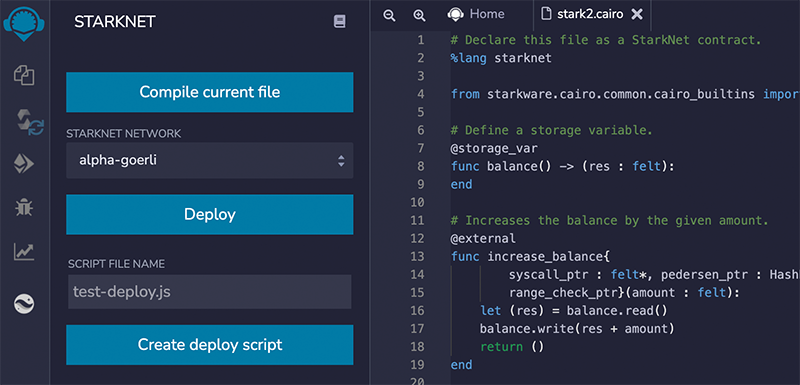 STARKNET
Compile current file
STARKNET NETWORK
alpha-goerli
Deploy
SCRIPT FILE NAME
test-deploy.js
Create deploy script
Home
stark2.cairo
1 # Declare this file as a StarkNet contract.
2 %lang starknet
3
4 from starkware.cairo.common.cairo_builtins impor
5
6 # Define a storage variable.
7 @storage_var
8 func balance() -> (res : felt):
9 end
10
11 # Increases the balance by the given amount.
12 @external
13 func increase_balance{
14 syscall_ptr : felt*, pedersen_ptr : Hash
15 range_check_ptr}(amount : felt):
16 let (res) = balance.read()
17 balance.write(res + amount)
18 return ()
19 end
20